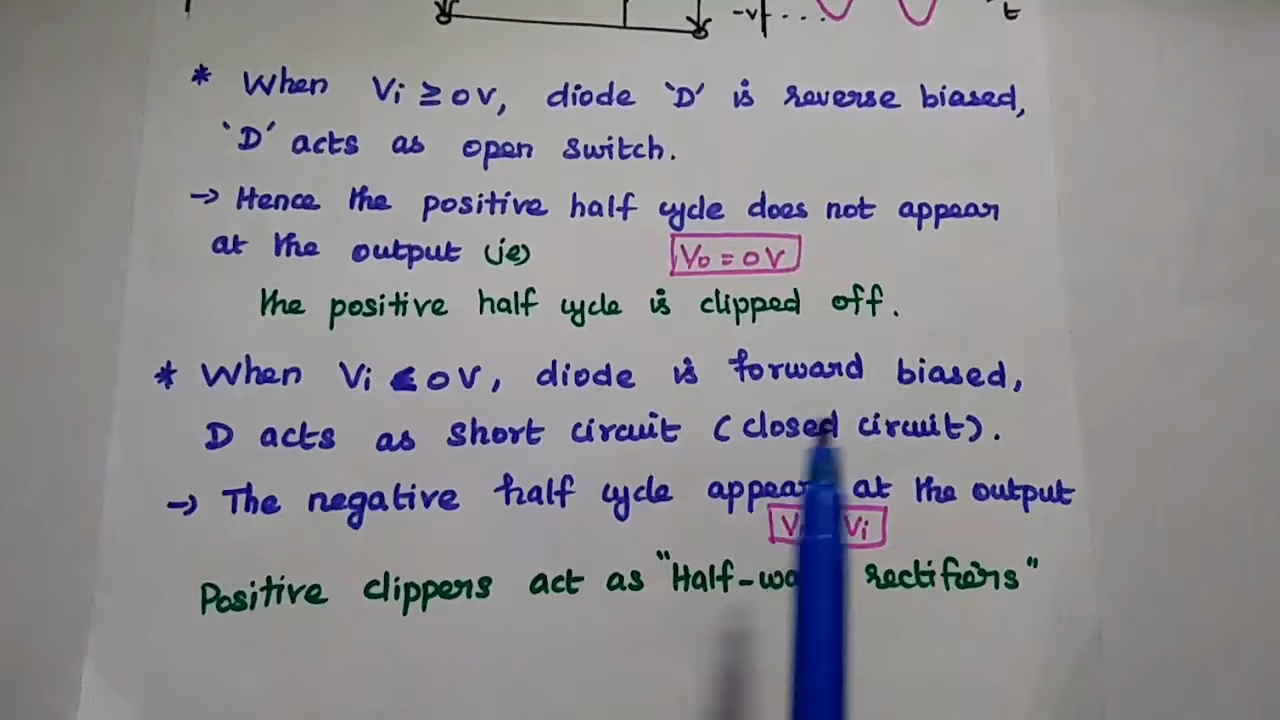 -V ... t
* When Vi ≥ 0V, diode 'D' is reverse biased,
'D' acts as open switch.
→ Hence the positive half cycle does not appear
at the output (ie) Vo = 0V
the positive half cycle is clipped off.
* When Vi < 0V, diode is forward biased,
D acts as short circuit (closed circuit).
→ The negative half cycle appear at the output
V Vi
Positive clippers act as "Half- rectifiers"